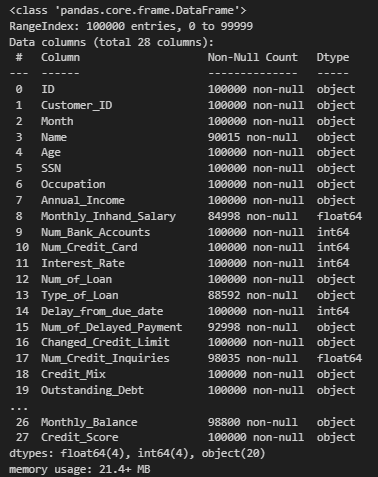 <class 'pandas.core.frame.DataFrame'>
RangeIndex: 100000 entries, 0 to 99999
Data columns (total 28 columns):
 #   Column                    Non-Null Count   Dtype
---  ------                    --------------   -----
 0   ID                        100000 non-null  object
 1   Customer_ID               100000 non-null  object
 2   Month                     100000 non-null  object
 3   Name                      90015 non-null   object
 4   Age                       100000 non-null  object
 5   SSN                       100000 non-null  object
 6   Occupation                100000 non-null  object
 7   Annual_Income             100000 non-null  object
 8   Monthly_Inhand_Salary     84998 non-null   float64
 9   Num_Bank_Accounts         100000 non-null  int64
 10  Num_Credit_Card           100000 non-null  int64
 11  Interest_Rate             100000 non-null  int64
 12  Num_of_Loan               100000 non-null  object
 13  Type_of_Loan              88592 non-null   object
 14  Delay_from_due_date       100000 non-null  int64
 15  Num_of_Delayed_Payment    92998 non-null   object
 16  Changed_Credit_Limit      100000 non-null  object
 17  Num_Credit_Inquiries      98035 non-null   float64
 18  Credit_Mix                100000 non-null  object
 19  Outstanding_Debt          100000 non-null  object
...
 26  Monthly_Balance           98800 non-null   object
 27  Credit_Score              100000 non-null  object
dtypes: float64(4), int64(4), object(20)
memory usage: 21.4+ MB